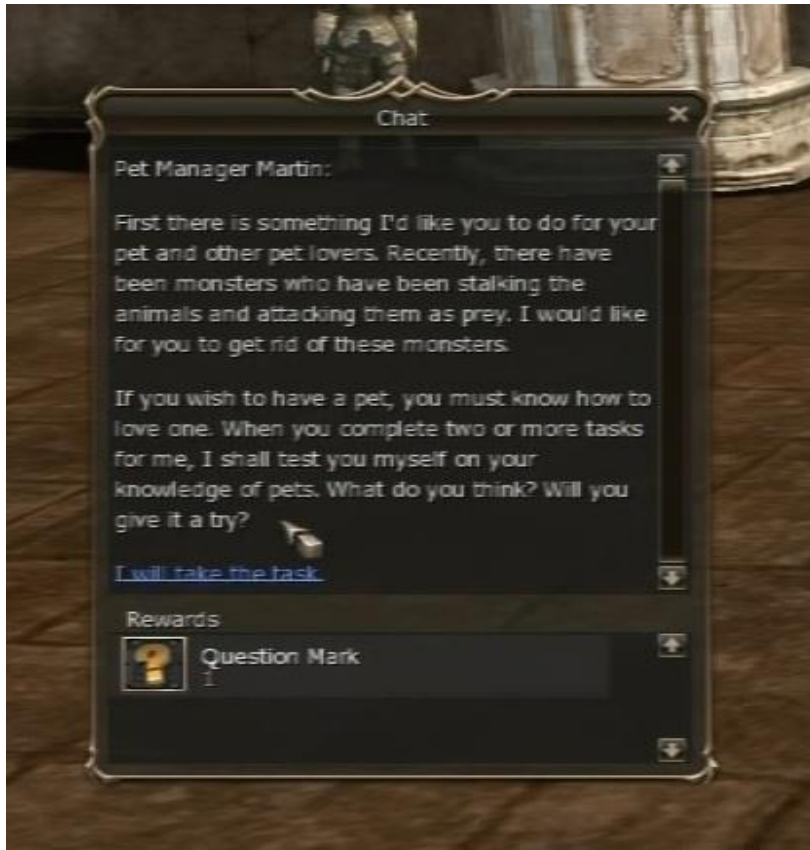 Chat
Pet Manager Martin:
First there is something I'd like you to do for your
pet and other pet lovers. Recently, there have
been monsters who have been stalking the
animals and attacking them as prey. I would like
for you to get rid of these monsters.
If you wish to have a pet, you must know how to
love one. When you complete two or more tasks
for me, I shall test you myself on your
knowledge of pets. What do you think? Will you
give it a try?
I will take the task.
Rewards
Question Mark
1